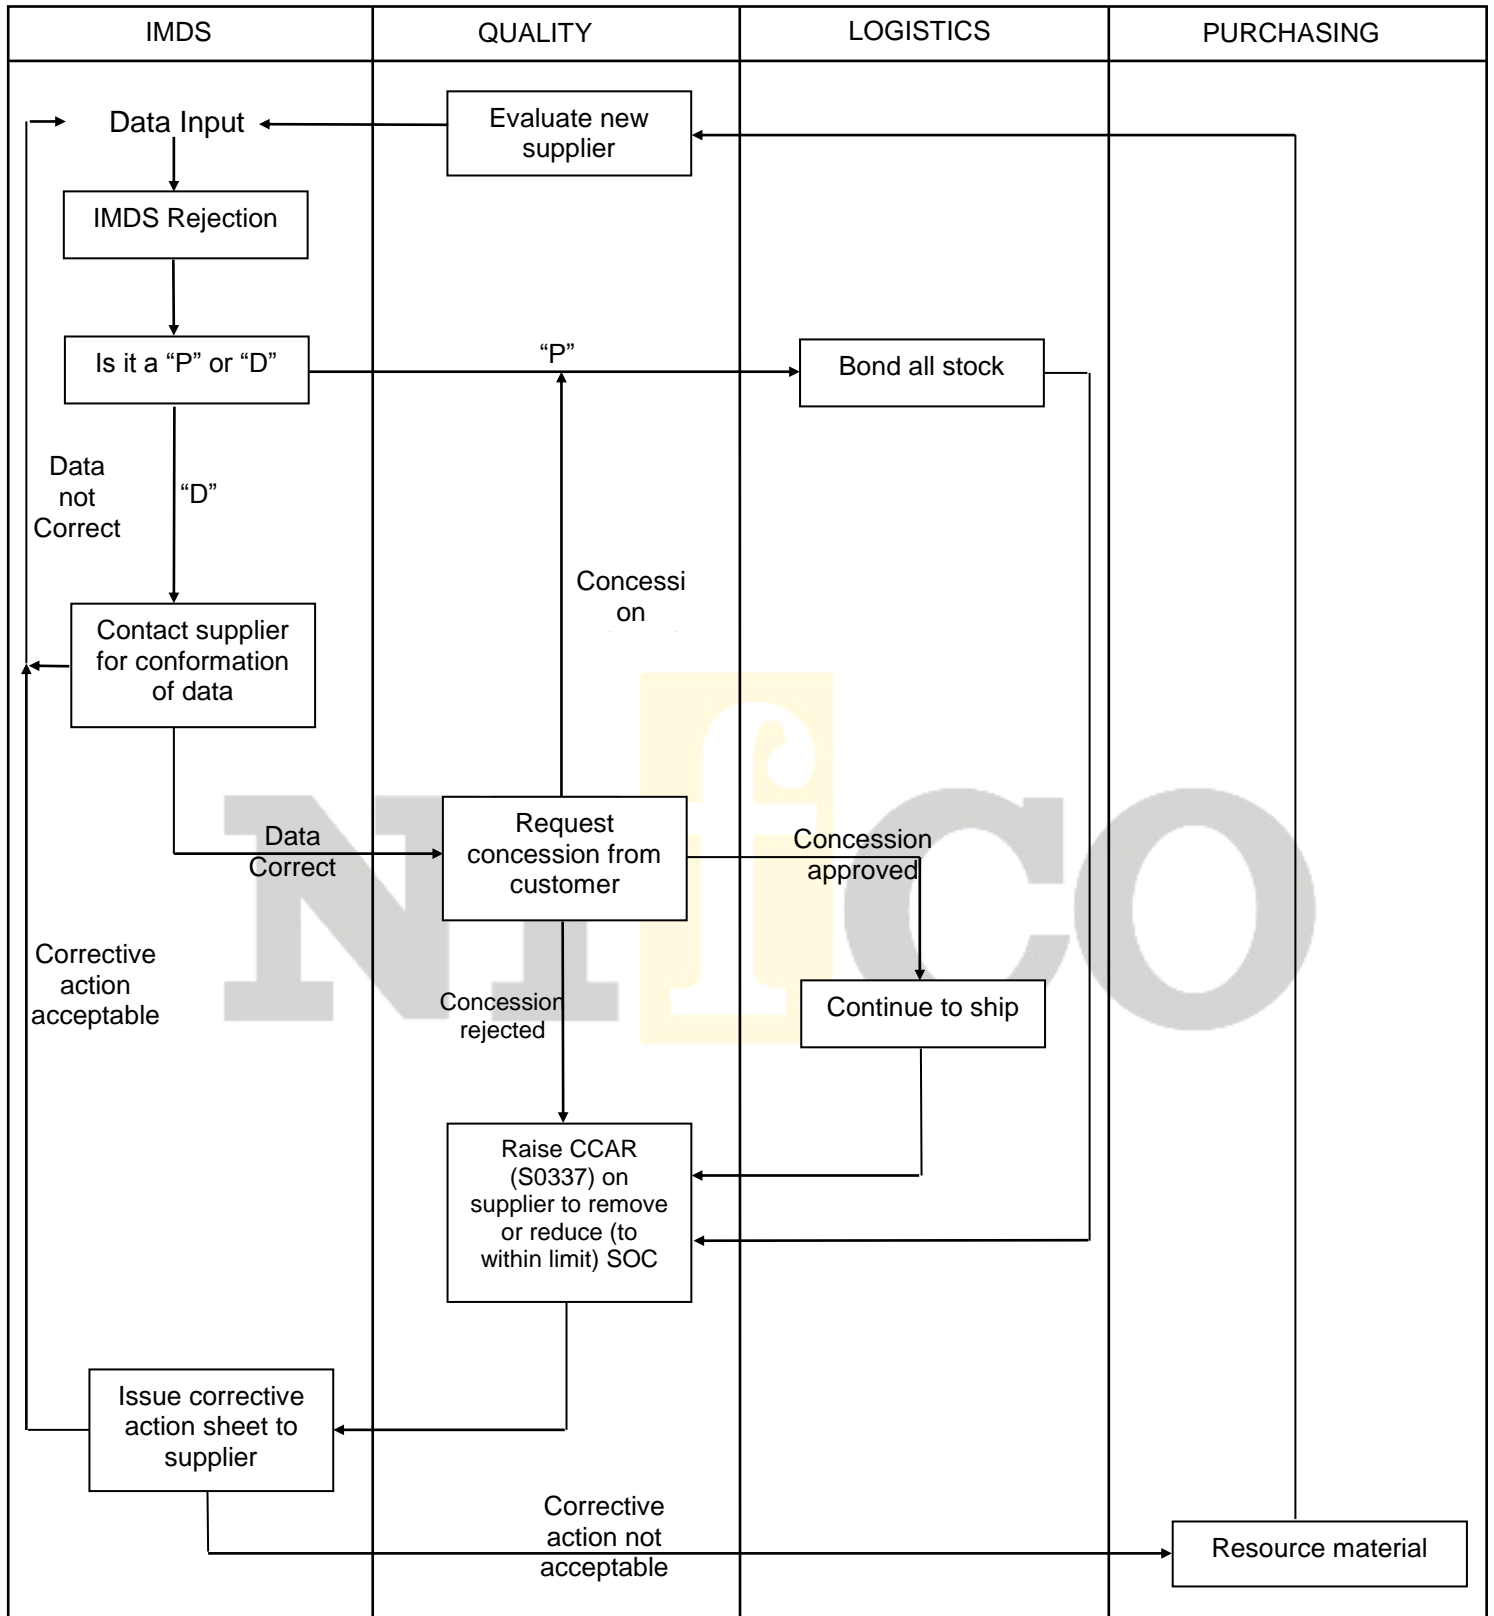 IMDS
QUALITY
LOGISTICS
PURCHASING
Data Input
Evaluate new
supplier
IMDS Rejection
Is it a “P” or “D”
“P”
Bond all stock
Data
not
Correct
“D”
Concessi
on
Contact supplier
for conformation
of data
Data
Correct
Request
concession from
customer
Concession
approved
Corrective
action
acceptable
Concession
rejected
Continue to ship
Raise CCAR
(S0337) on
supplier to remove
or reduce (to
within limit) SOC
Issue corrective
action sheet to
supplier
Corrective
action not
acceptable
Resource material
NifCO